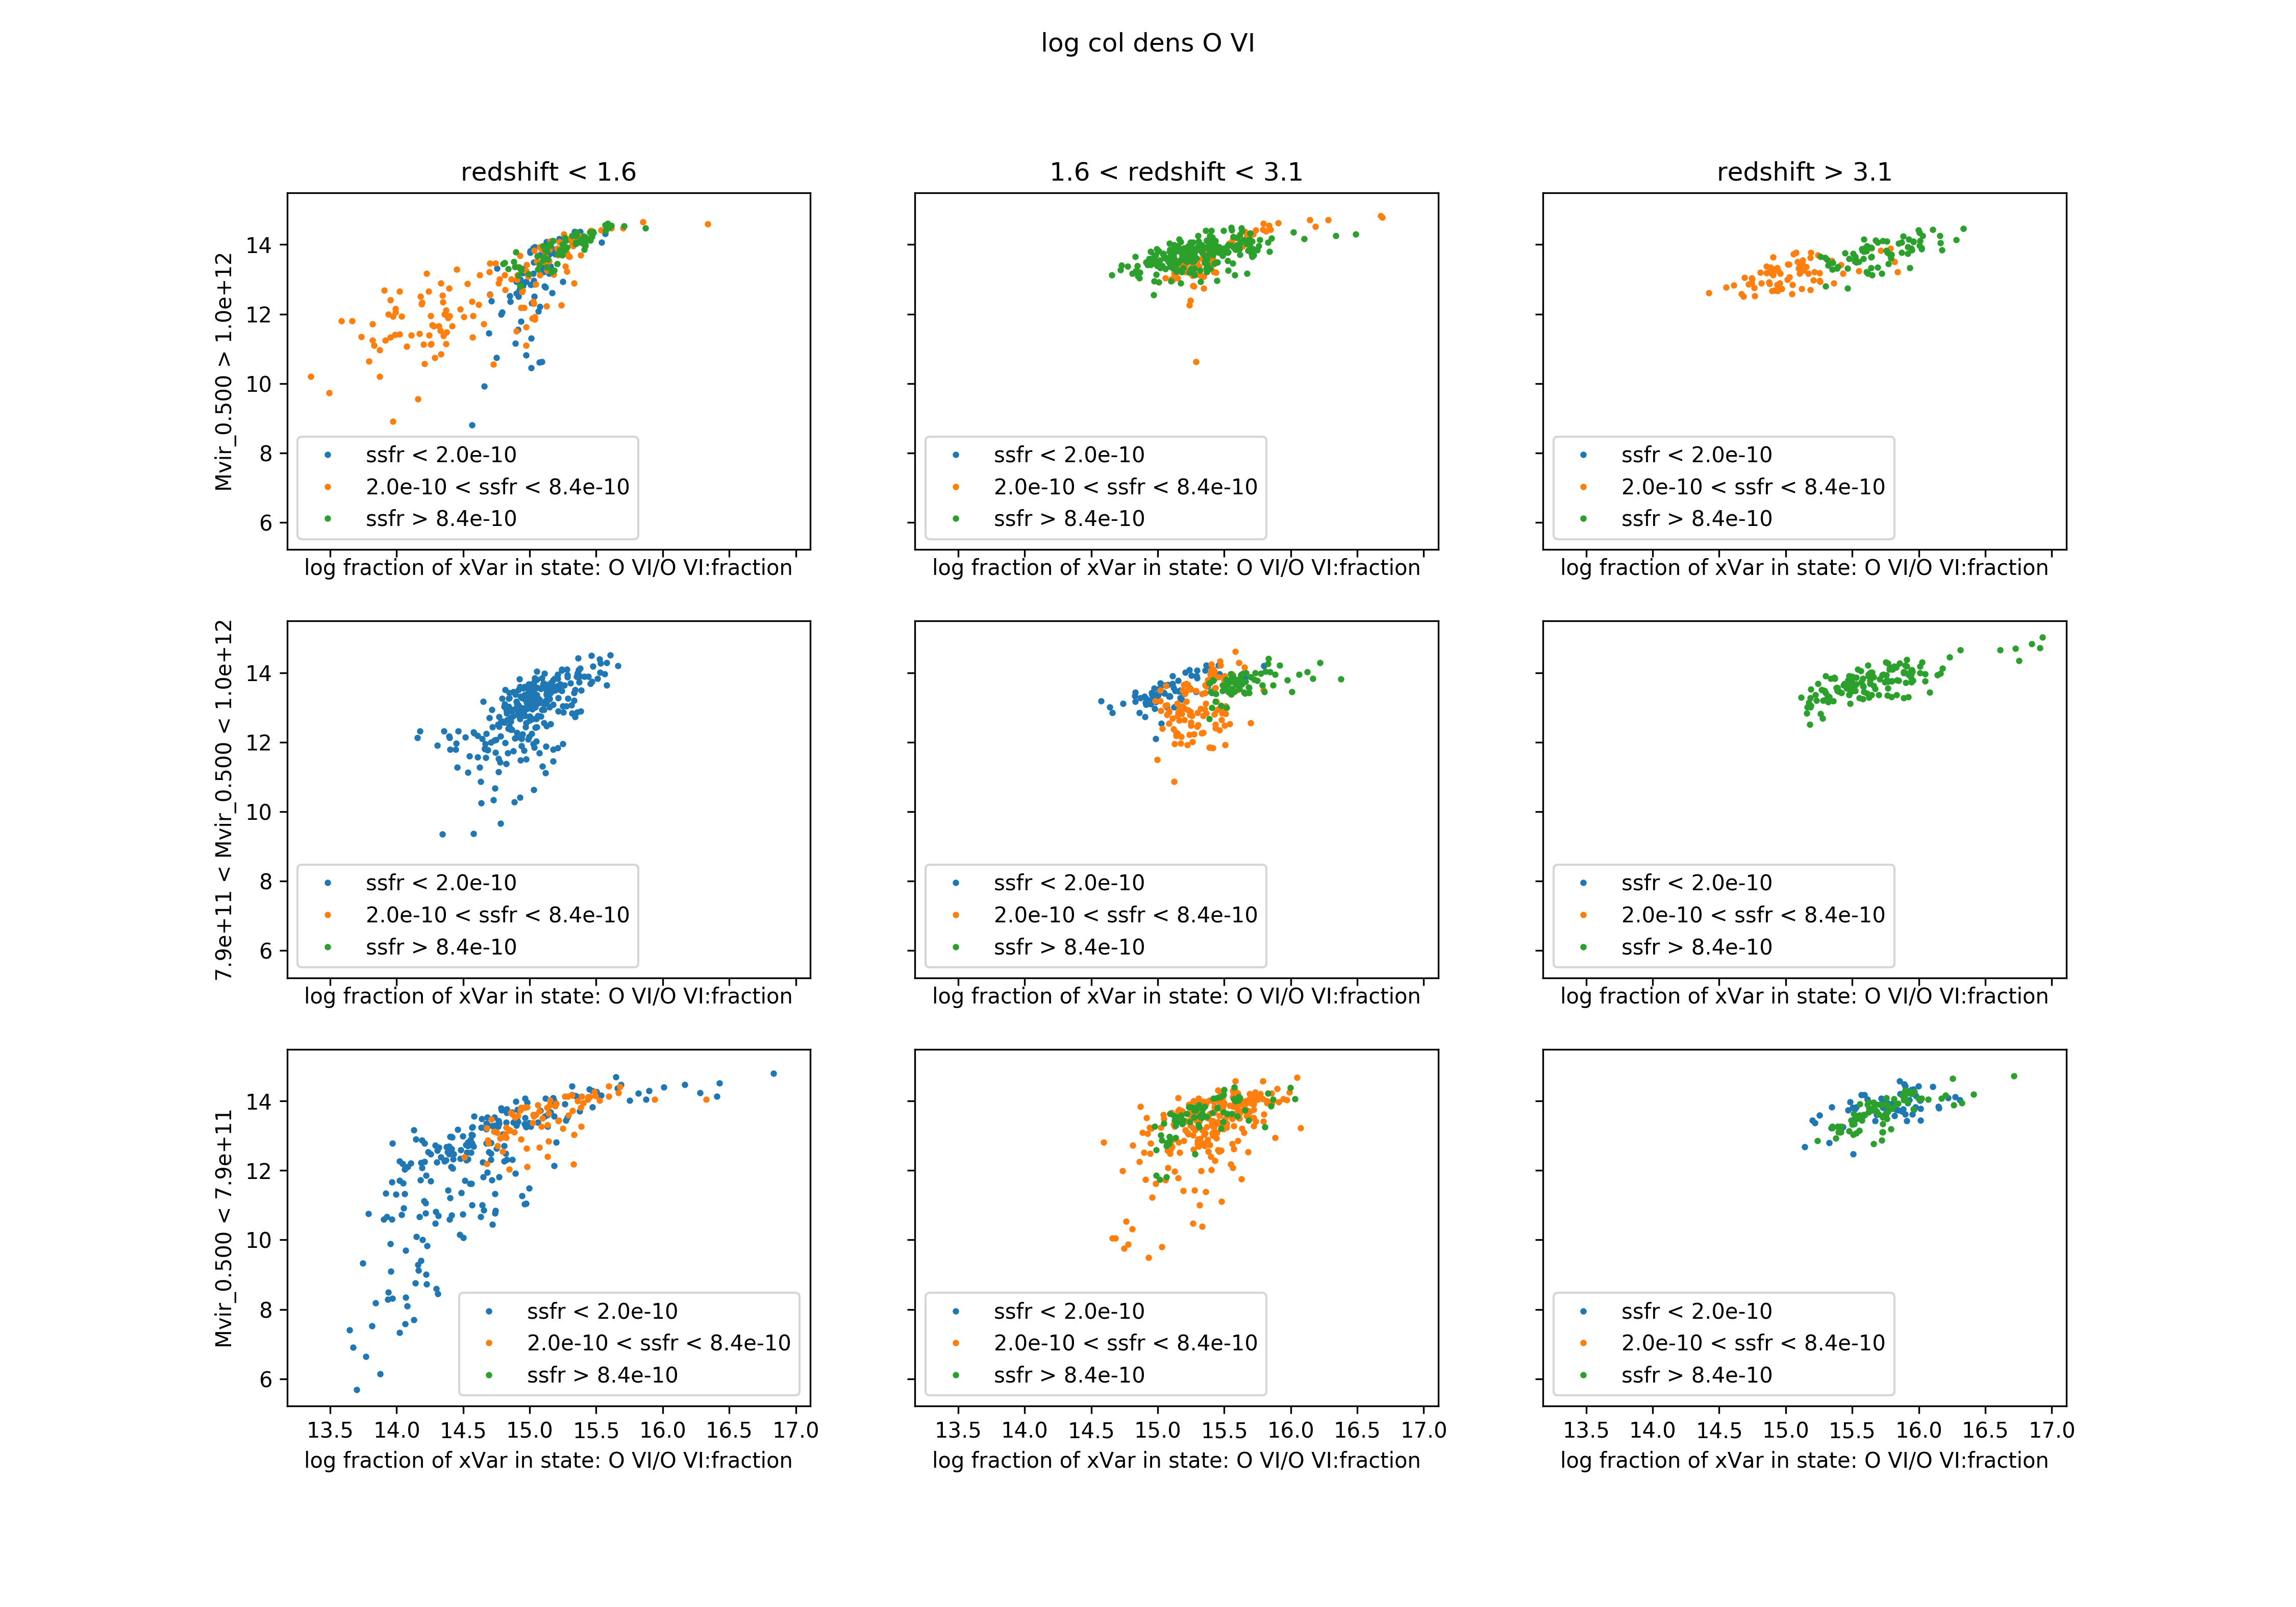 log col dens O VI
redshift < 1.6
1.6 < redshift < 3.1
redshift > 3.1
Mvir_0.500 > 1.0e+12
14
12
10
8
6
ssfr < 2.0e-10
2.0e-10 < ssfr < 8.4e-10
ssfr > 8.4e-10
log fraction of xVar in state: O VI/O VI:fraction
ssfr < 2.0e-10
2.0e-10 < ssfr < 8.4e-10
ssfr > 8.4e-10
log fraction of xVar in state: O VI/O VI:fraction
ssfr < 2.0e-10
2.0e-10 < ssfr < 8.4e-10
ssfr > 8.4e-10
log fraction of xVar in state: O VI/O VI:fraction
7.9e+11 < Mvir_0.500 < 1.0e+12
14
12
10
8
6
ssfr < 2.0e-10
2.0e-10 < ssfr < 8.4e-10
ssfr > 8.4e-10
log fraction of xVar in state: O VI/O VI:fraction
ssfr < 2.0e-10
2.0e-10 < ssfr < 8.4e-10
ssfr > 8.4e-10
log fraction of xVar in state: O VI/O VI:fraction
ssfr < 2.0e-10
2.0e-10 < ssfr < 8.4e-10
ssfr > 8.4e-10
log fraction of xVar in state: O VI/O VI:fraction
Mvir_0.500 < 7.9e+11
14
12
10
8
6
ssfr < 2.0e-10
2.0e-10 < ssfr < 8.4e-10
ssfr > 8.4e-10
13.5 14.0 14.5 15.0 15.5 16.0 16.5 17.0
log fraction of xVar in state: O VI/O VI:fraction
ssfr < 2.0e-10
2.0e-10 < ssfr < 8.4e-10
ssfr > 8.4e-10
13.5 14.0 14.5 15.0 15.5 16.0 16.5 17.0
log fraction of xVar in state: O VI/O VI:fraction
ssfr < 2.0e-10
2.0e-10 < ssfr < 8.4e-10
ssfr > 8.4e-10
13.5 14.0 14.5 15.0 15.5 16.0 16.5 17.0
log fraction of xVar in state: O VI/O VI:fraction